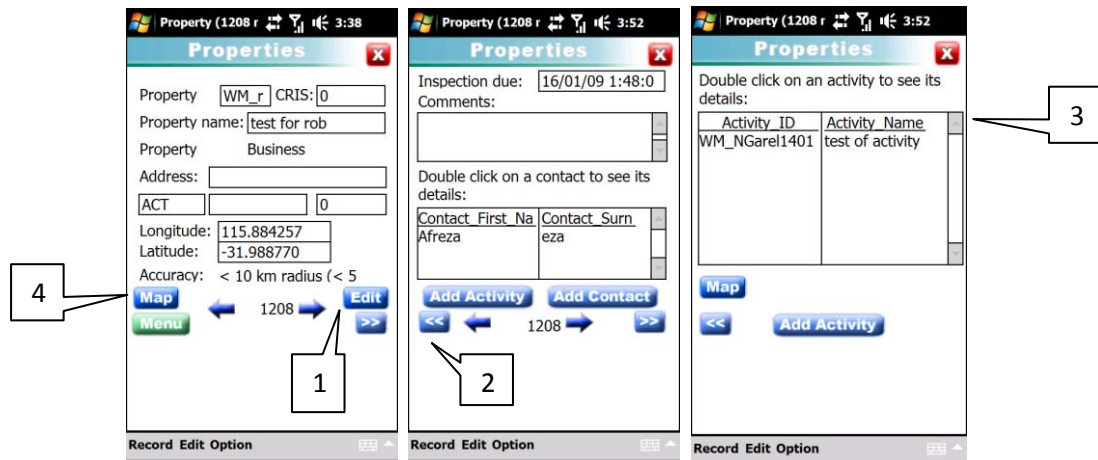 Property (1208 r 3:38
Properties
X
Property WM_r CRIS: 0
Property name: test for rob
Property Business
Address:
ACT 0
Longitude: 115.884257
Latitude: -31.988770
Accuracy: < 10 km radius (< 5
Map 1208 Edit
Menu >>
Record Edit Option
4
1
Property (1208 r 3:52
Properties
X
Inspection due: 16/01/09 1:48:0
Comments:
Double click on a contact to see its
details:
Contact_First_Na Contact_Surn
Afreza eza
Add Activity Add Contact
<< 1208 >>
Record Edit Option
2
Property (1208 r 3:52
Properties
X
Double click on an activity to see its
details:
Activity_ID Activity_Name
WM_NGarel1401 test of activity
Map
<< Add Activity
Record Edit Option
3